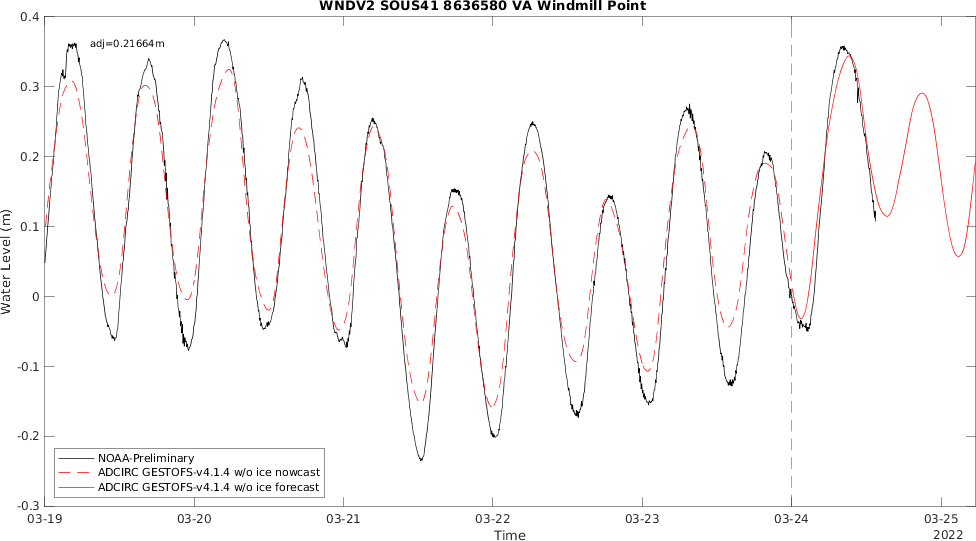 WNDV2 SOUS41 8636580 VA Windmill Point
adj=0.21664m
0.4
0.3
0.2
0.1
0
-0.1
-0.2
-0.3
Water Level (m)
NOAA-Preliminary
ADCIRC GESTOFS-v4.1.4 w/o ice nowcast
ADCIRC GESTOFS-v4.1.4 w/o ice forecast
03-19 03-20 03-21 03-22 03-23 03-24 03-25
Time
2022